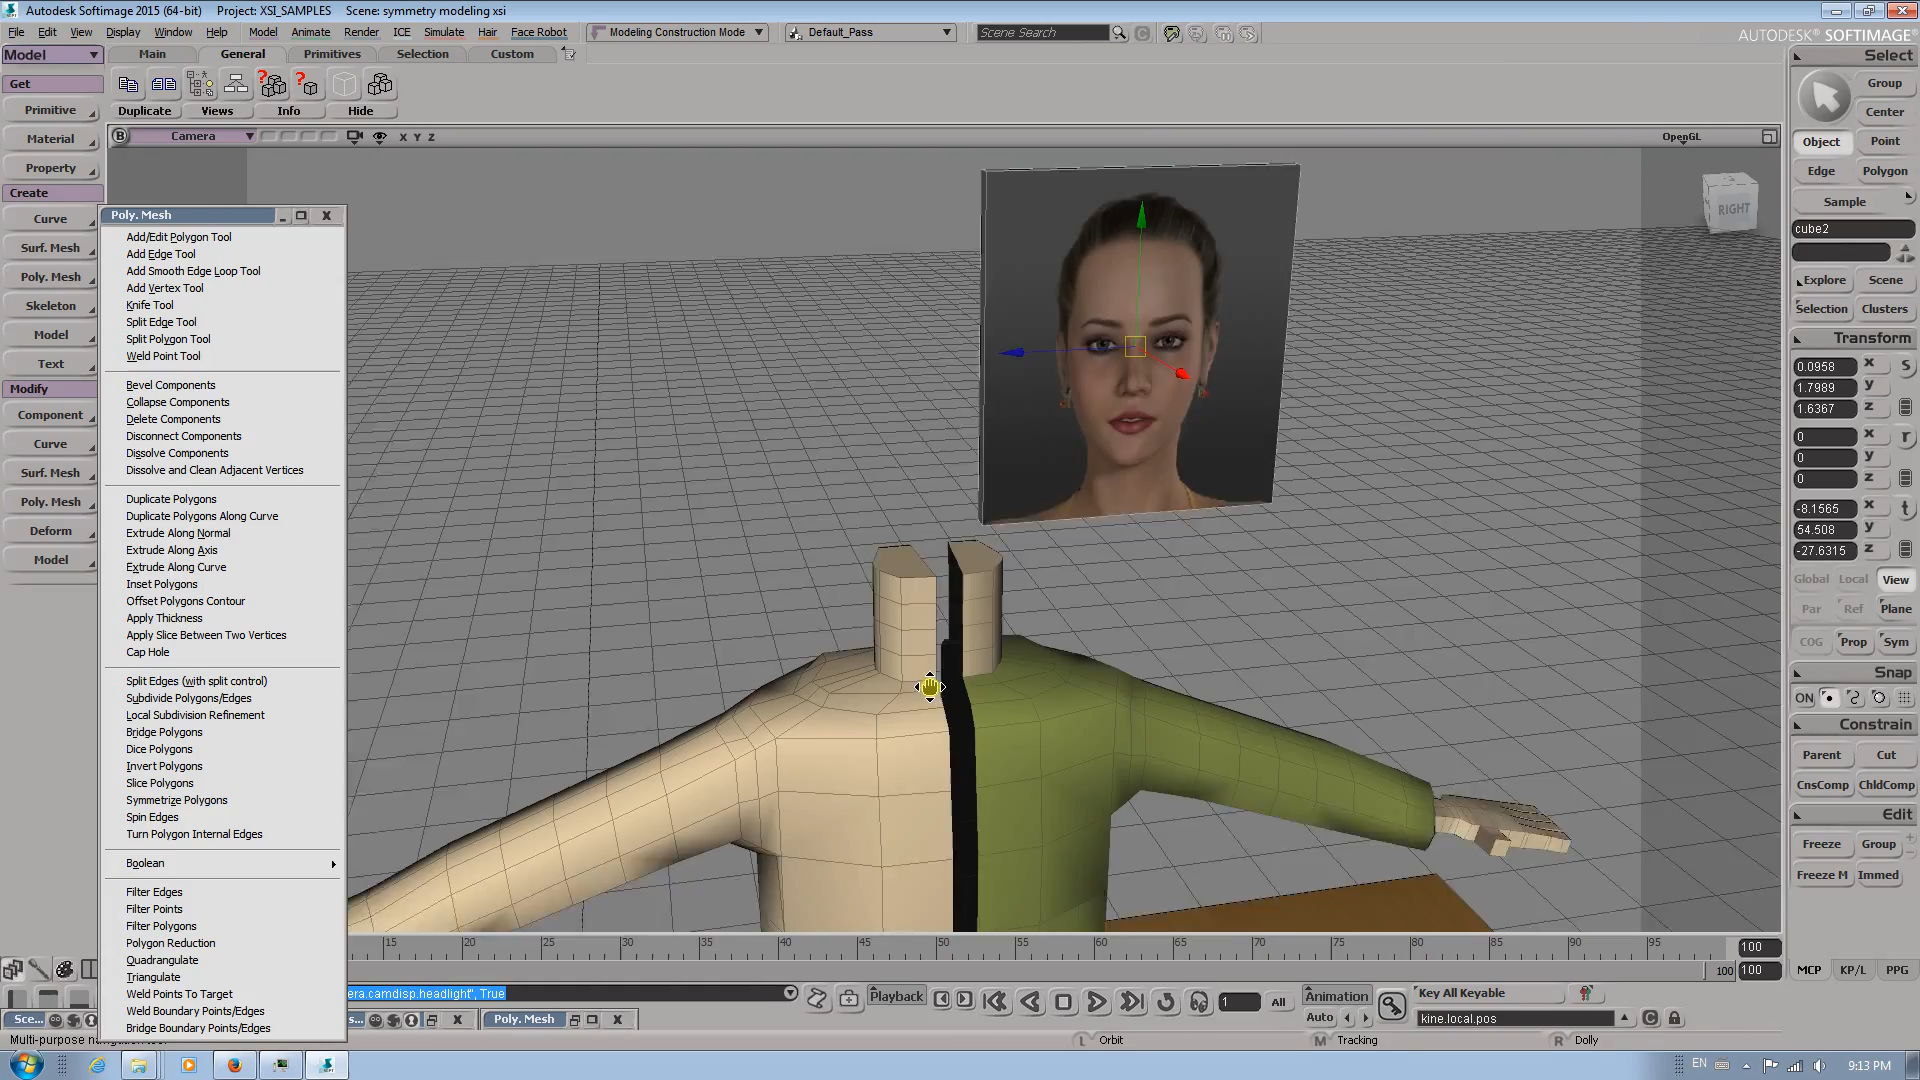 Autodesk Softimage 2015 (64-bit) Project: XSI_SAMPLES Scene: symmetry modeling xsi
File Edit View Display Window Help Model Animate Render ICE Simulate Hair Face Robot Modeling Construction Mode Default_Pass Scene Search AUTODESK® SOFTIMAGE®
Model Main General Primitives Selection Custom
Duplicate Views Info Hide
B Camera X Y Z OpenGL
Get
Primitive
Material
Property
Create
Curve
Surf. Mesh
Poly. Mesh
Skeleton
Model
Text
Modify
Component
Curve
Surf. Mesh
Poly. Mesh
Deform
Model
Poly. Mesh
Add/Edit Polygon Tool
Add Edge Tool
Add Smooth Edge Loop Tool
Add Vertex Tool
Knife Tool
Split Edge Tool
Split Polygon Tool
Weld Point Tool
Bevel Components
Collapse Components
Delete Components
Disconnect Components
Dissolve Components
Dissolve and Clean Adjacent Vertices
Duplicate Polygons
Duplicate Polygons Along Curve
Extrude Along Normal
Extrude Along Axis
Extrude Along Curve
Inset Polygons
Offset Polygons Contour
Apply Thickness
Apply Slice Between Two Vertices
Cap Hole
Split Edges (with split control)
Subdivide Polygons/Edges
Local Subdivision Refinement
Bridge Polygons
Dice Polygons
Invert Polygons
Slice Polygons
Symmetrize Polygons
Spin Edges
Turn Polygon Internal Edges
Boolean
Filter Edges
Filter Points
Filter Polygons
Polygon Reduction
Quadrangulate
Triangulate
Weld Points To Target
Weld Boundary Points/Edges
Bridge Boundary Points/Edges
RIGHT
Select
Group
Center
Object Point
Edge Polygon
Sample
cube2
Explore Scene
Selection Clusters
Transform
0.0958 x s
1.7989 y
1.6367 z
0 x r
0 y
0 z
-8.1565 x t
54.508 y
-27.6315 z
Global Local View
Par Ref Plane
COG Prop Sym
Snap
ON
Constrain
Parent Cut
CnsComp ChldComp
Edit
Freeze Group
Freeze M Immed
MCP KP/L PPG
15 20 25 30 35 40 45 50 55 60 65 70 75 80 85 90 95 100
100 100
era.camdisp.headlight", True
Playback 1 All Animation Key All Keyable
Auto kine.local.pos
Sce... s... Poly. Mesh
Multi-purpose L Orbit M Tracking R Dolly
EN 9:13 PM